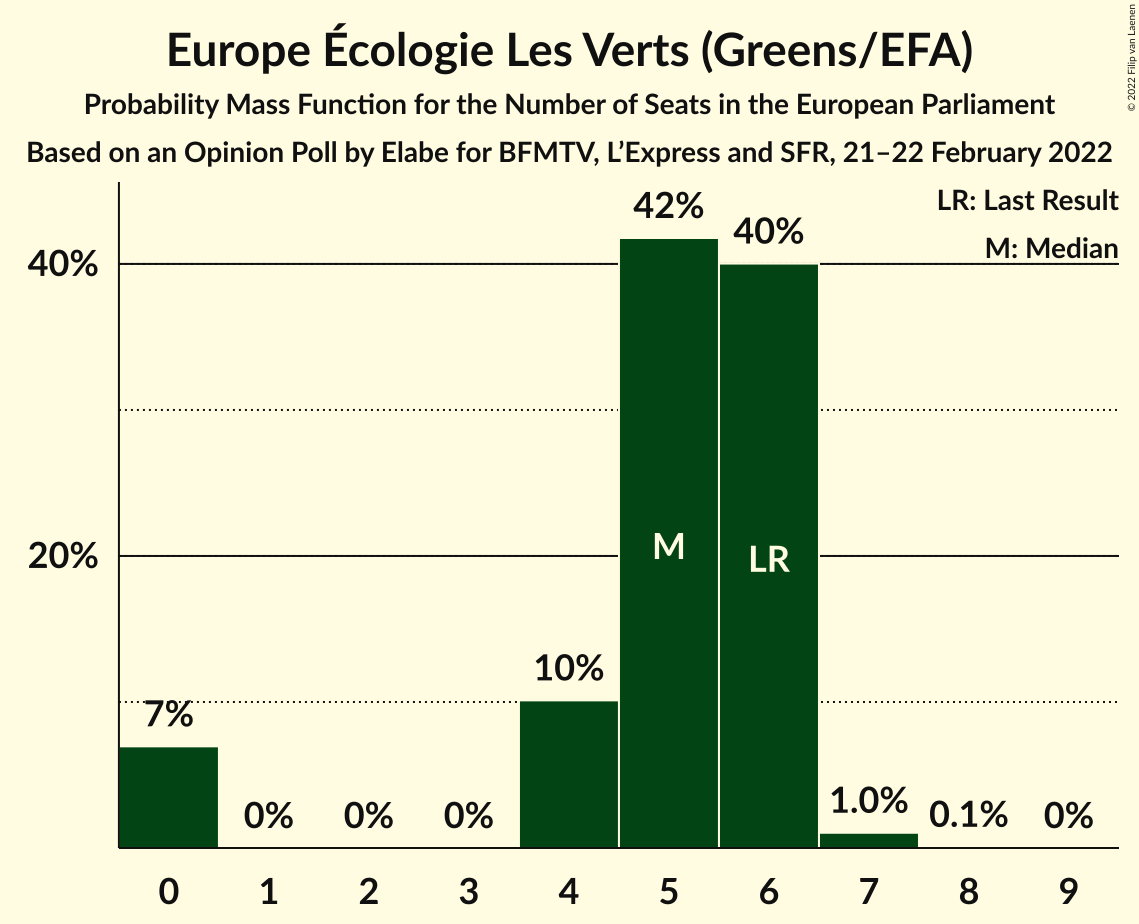 Europe Écologie Les Verts (Greens/EFA)
Probability Mass Function for the Number of Seats in the European Parliament
Based on an Opinion Poll by Elabe for BFMTV, L’Express and SFR, 21–22 February 2022
© 2022 Filip van Laenen
LR: Last Result
M: Median
40%
20%
7%
0%
0%
0%
10%
42%
40%
1.0%
0.1%
0%
M
LR
0 1 2 3 4 5 6 7 8 9